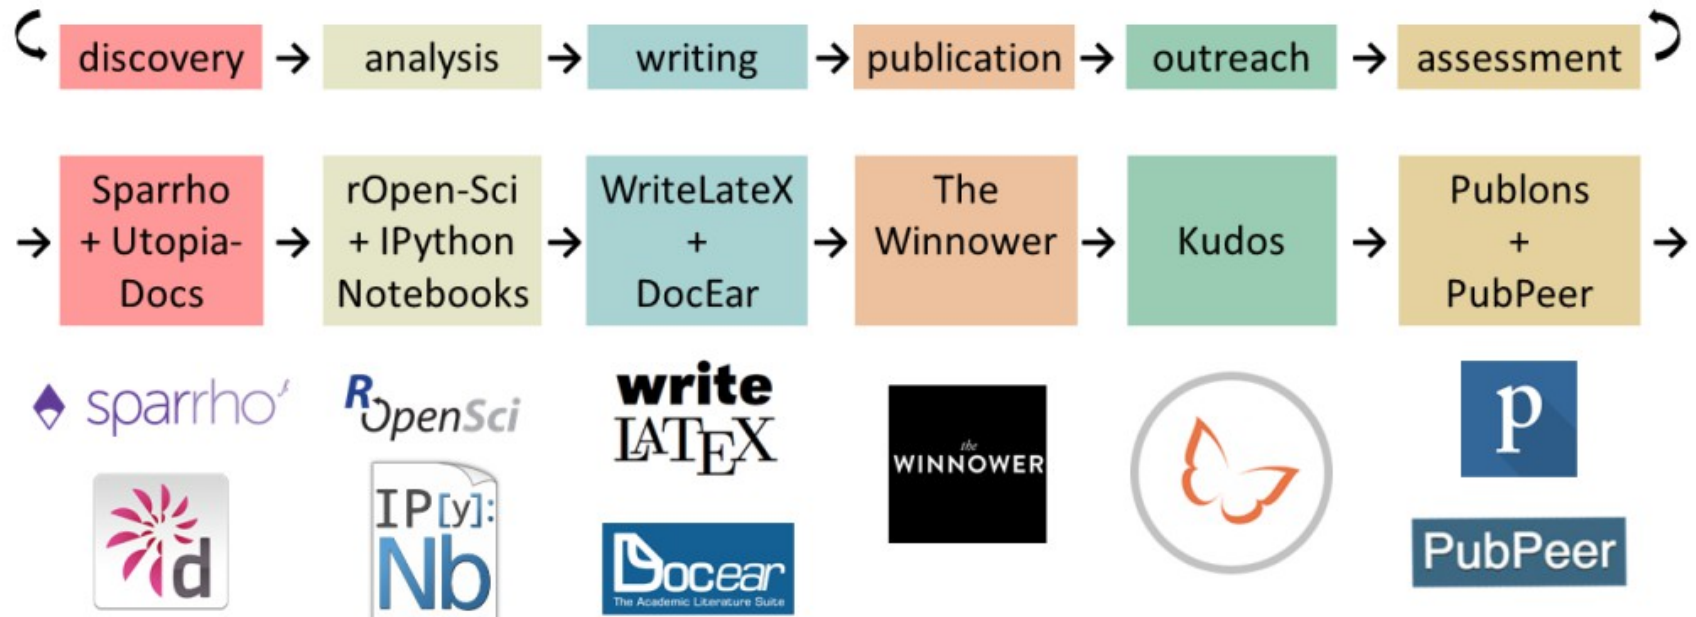 discovery → analysis → writing → publication → outreach → assessment
Sparrho
+ Utopia-
Docs
rOpen-Sci
+ IPython
Notebooks
WriteLateX
+
DocEar
The
Winnower
Kudos
Publons
+
PubPeer
sparrho
d
ROpenSci
IP[y]:
Nb
write
LATEX
Docear
The Academic Literature Suite
the
WINNOWER
p
PubPeer